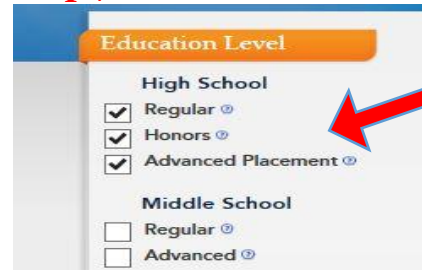 Education Level
High School
Regular
Honors
Advanced Placement
Middle School
Regular
Advanced